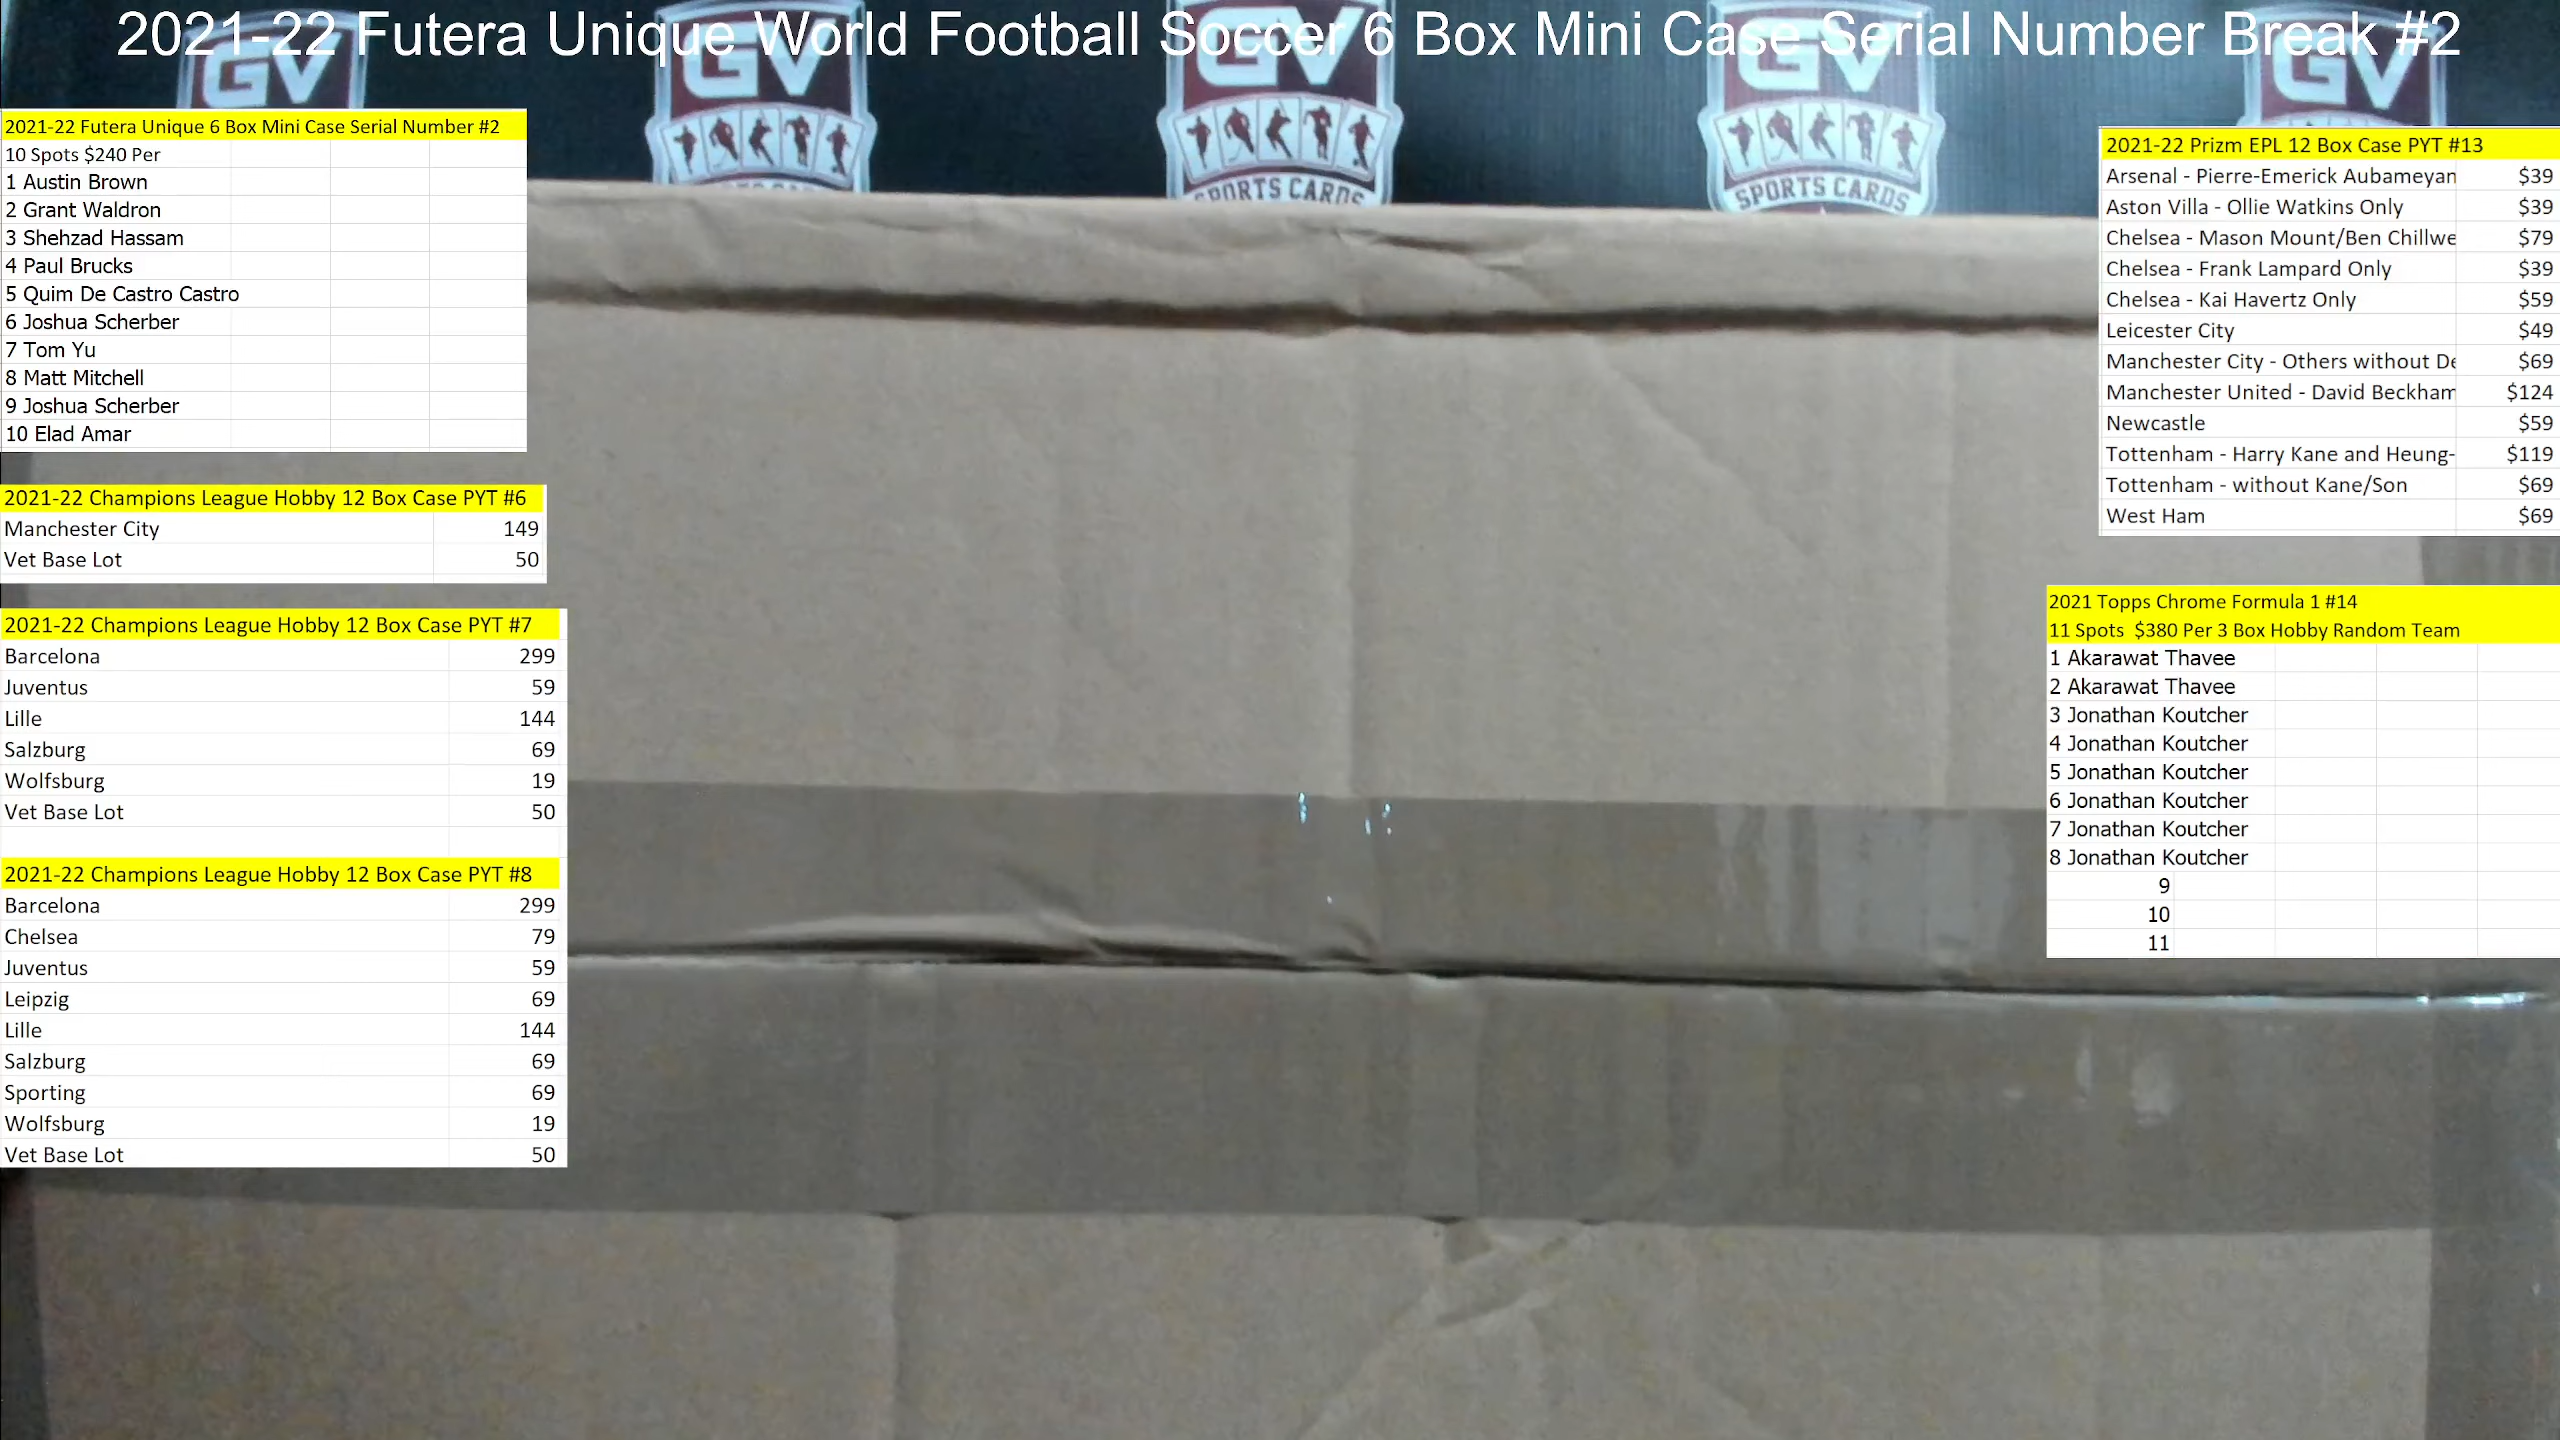 2021-22 Futera Unique World Football Soccer 6 Box Mini Case Serial Number Break #2
GV
GV
GV
GV
GV
SPORTS CARDS
SPORTS CARDS
SPORTS CARDS
2021-22 Futera Unique 6 Box Mini Case Serial Number #2
10 Spots $240 Per
1 Austin Brown
2 Grant Waldron
3 Shehzad Hassam
4 Paul Brucks
5 Quim De Castro Castro
6 Joshua Scherber
7 Tom Yu
8 Matt Mitchell
9 Joshua Scherber
10 Elad Amar
2021-22 Champions League Hobby 12 Box Case PYT #6
Manchester City 149
Vet Base Lot 50
2021-22 Champions League Hobby 12 Box Case PYT #7
Barcelona 299
Juventus 59
Lille 144
Salzburg 69
Wolfsburg 19
Vet Base Lot 50
2021-22 Champions League Hobby 12 Box Case PYT #8
Barcelona 299
Chelsea 79
Juventus 59
Leipzig 69
Lille 144
Salzburg 69
Sporting 69
Wolfsburg 19
Vet Base Lot 50
2021-22 Prizm EPL 12 Box Case PYT #13
Arsenal - Pierre-Emerick Aubameyan $39
Aston Villa - Ollie Watkins Only $39
Chelsea - Mason Mount/Ben Chillwe $79
Chelsea - Frank Lampard Only $39
Chelsea - Kai Havertz Only $59
Leicester City $49
Manchester City - Others without De $69
Manchester United - David Beckham $124
Newcastle $59
Tottenham - Harry Kane and Heung- $119
Tottenham - without Kane/Son $69
West Ham $69
2021 Topps Chrome Formula 1 #14
11 Spots $380 Per 3 Box Hobby Random Team
1 Akarawat Thavee
2 Akarawat Thavee
3 Jonathan Koutcher
4 Jonathan Koutcher
5 Jonathan Koutcher
6 Jonathan Koutcher
7 Jonathan Koutcher
8 Jonathan Koutcher
9
10
11